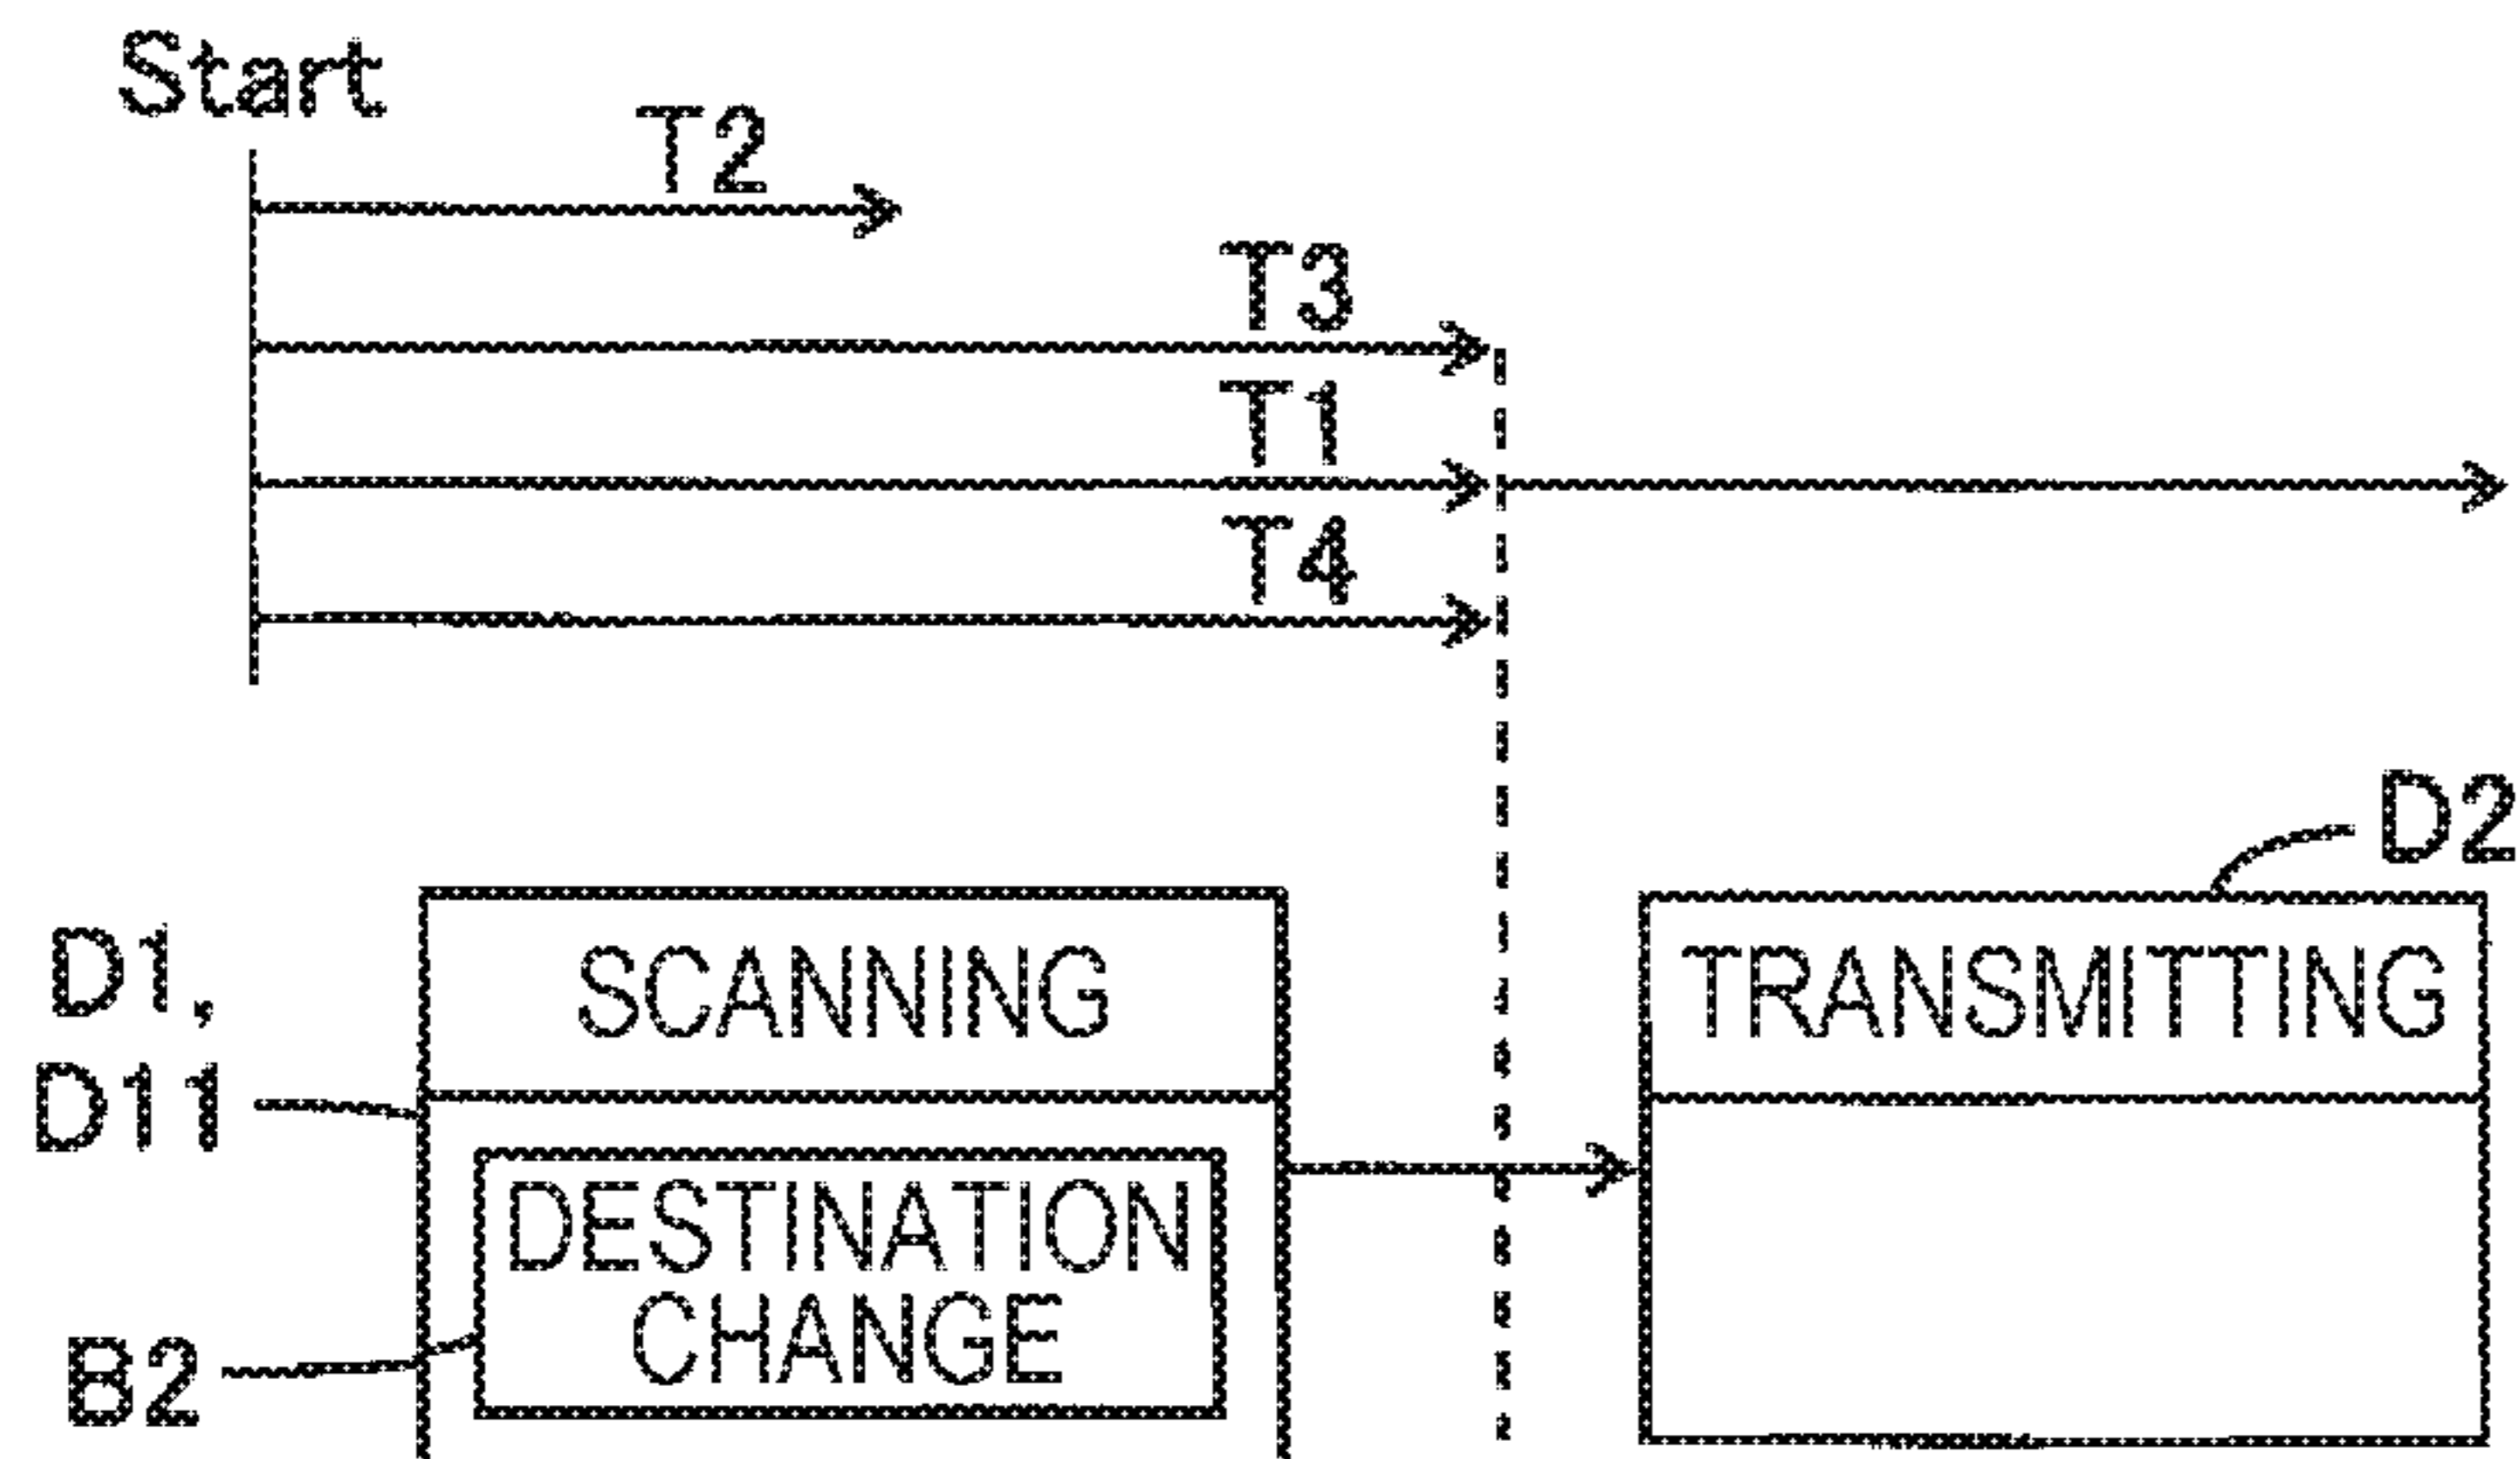 Start
T2
T3
T1
T4
D2
D1,
D11
SCANNING
TRANSMITTING
DESTINATION
CHANGE
B2